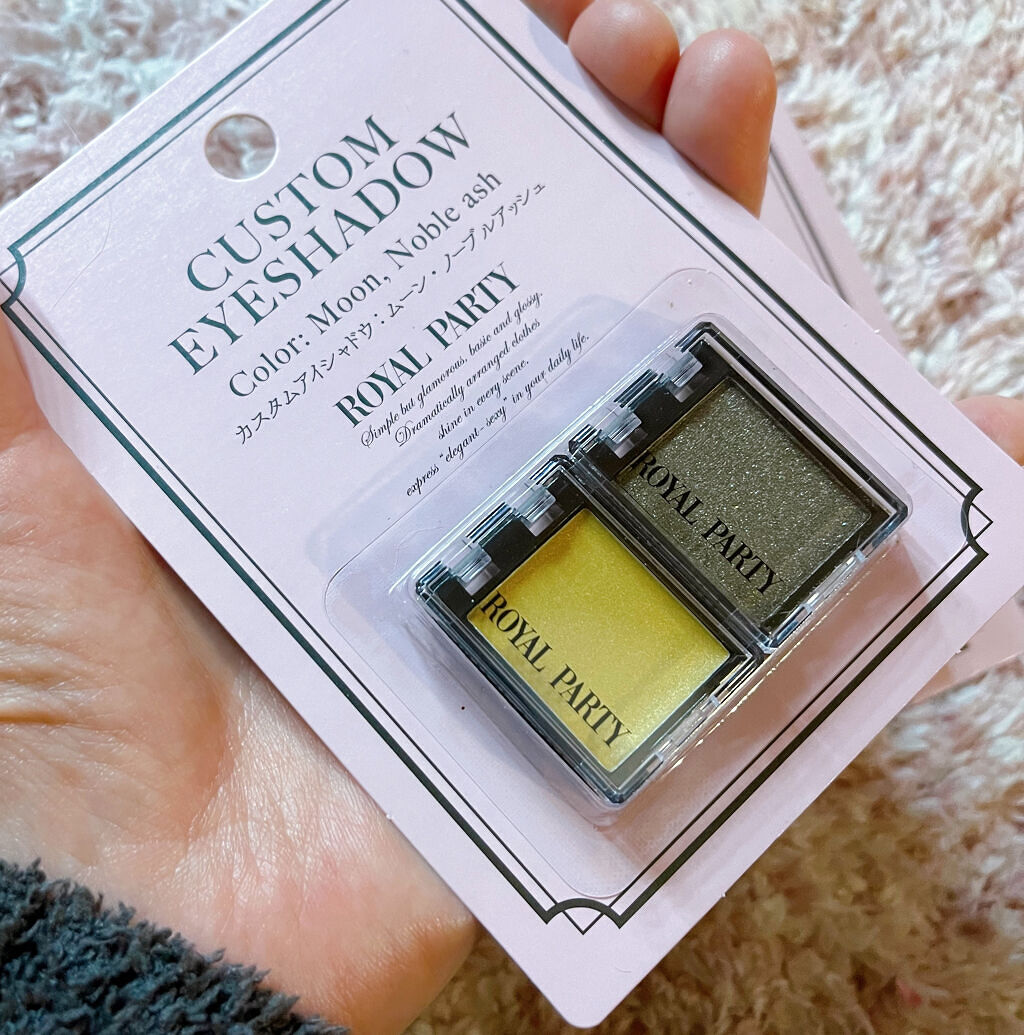 CUSTOM
EYESHADOW
Color: Moon, Noble ash
カスタムアイシャドウ：ムーン・ノーブルアッシュ
ROYAL PARTY
Simple but glamorous, basic and glossy.
Dramatically arranged clothes
shine in every scene.
express "elegant-sexy" in your daily life.
ROYAL PARTY
ROYAL PARTY